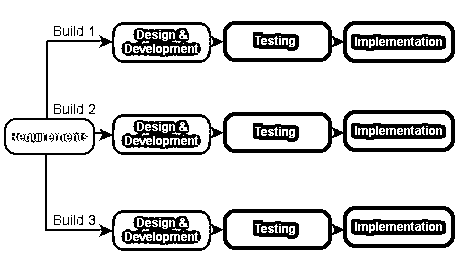 Build 1
Design &
Development
Testing
Implementation
Build 2
Requirements
Design &
Development
Testing
Implementation
Build 3
Design &
Development
Testing
Implementation